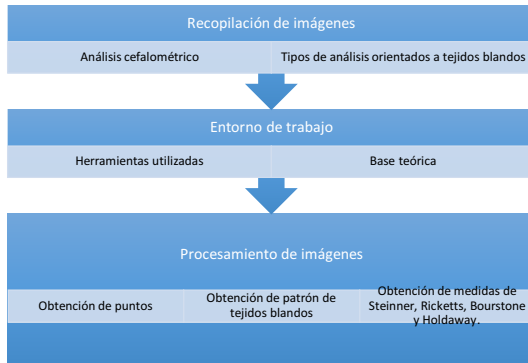 Recopilación de imágenes
Análisis cefalométrico
Tipos de análisis orientados a tejidos blandos
Entorno de trabajo
Herramientas utilizadas
Base teórica
Procesamiento de imágenes
Obtención de puntos
Obtención de patrón de
tejidos blandos
Obtención de medidas de
Steinner, Ricketts, Bourstone
y Holdaway.